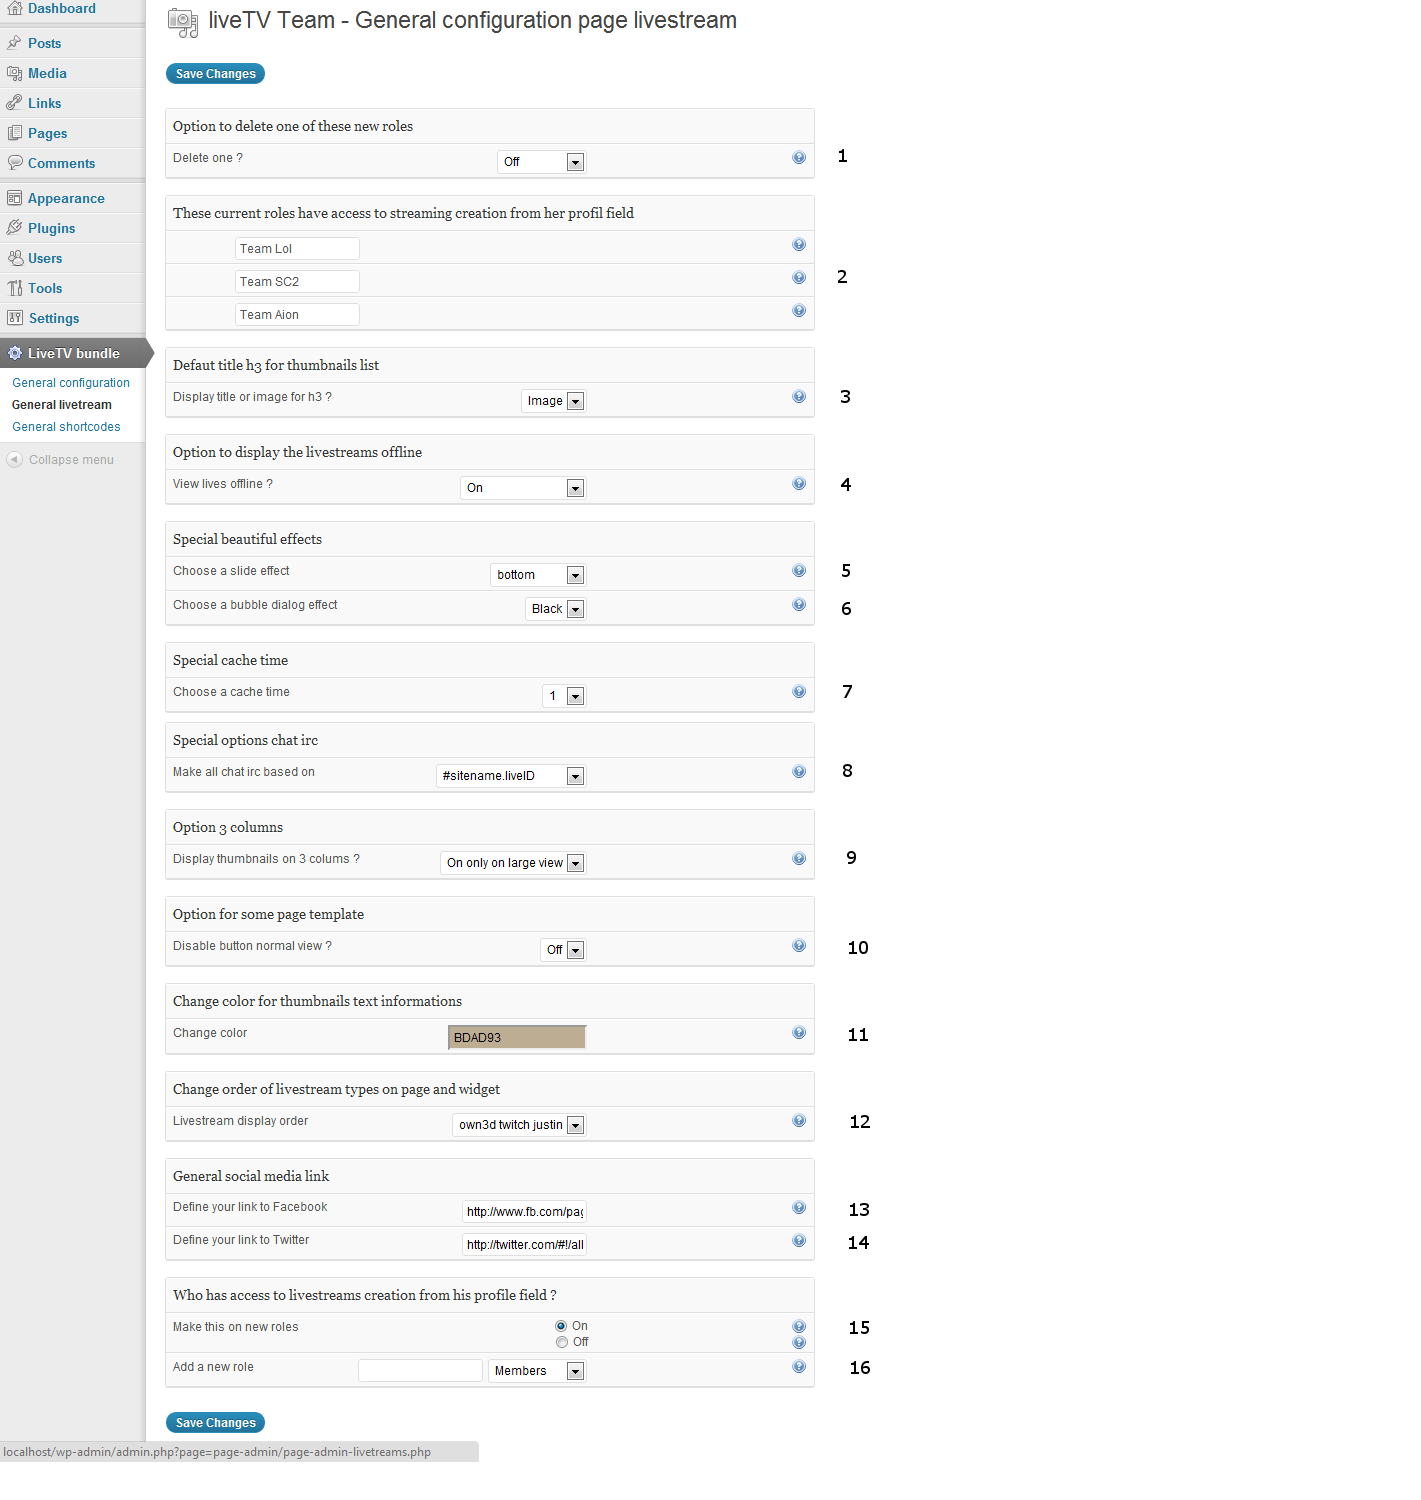 Dashboard
Posts
Media
Links
Pages
Comments
Appearance
Plugins
Users
Tools
Settings
LiveTV bundle
General configuration
General livetream
General shortcodes
Collapse menu
liveTV Team - General configuration page livestream
Save Changes
Option to delete one of these new roles
Delete one ? Off 1
These current roles have access to streaming creation from her profil field
Team Lol
Team SC2 2
Team Aion
Defaut title h3 for thumbnails list
Display title or image for h3 ? Image 3
Option to display the livestreams offline
View lives offline ? On 4
Special beautiful effects
Choose a slide effect bottom 5
Choose a bubble dialog effect Black 6
Special cache time
Choose a cache time 1 7
Special options chat irc
Make all chat irc based on #sitename.liveID 8
Option 3 columns
Display thumbnails on 3 colums ? On only on large view 9
Option for some page template
Disable button normal view ? Off 10
Change color for thumbnails text informations
Change color BDAD93 11
Change order of livestream types on page and widget
Livestream display order own3d twitch justin 12
General social media link
Define your link to Facebook http://www.fb.com/pag 13
Define your link to Twitter http://twitter.com/#!/all 14
Who has access to livestreams creation from his profile field ?
Make this on new roles On 15
Off
Add a new role Members 16
Save Changes
localhost/wp-admin/admin.php?page=page-admin/page-admin-livetreams.php